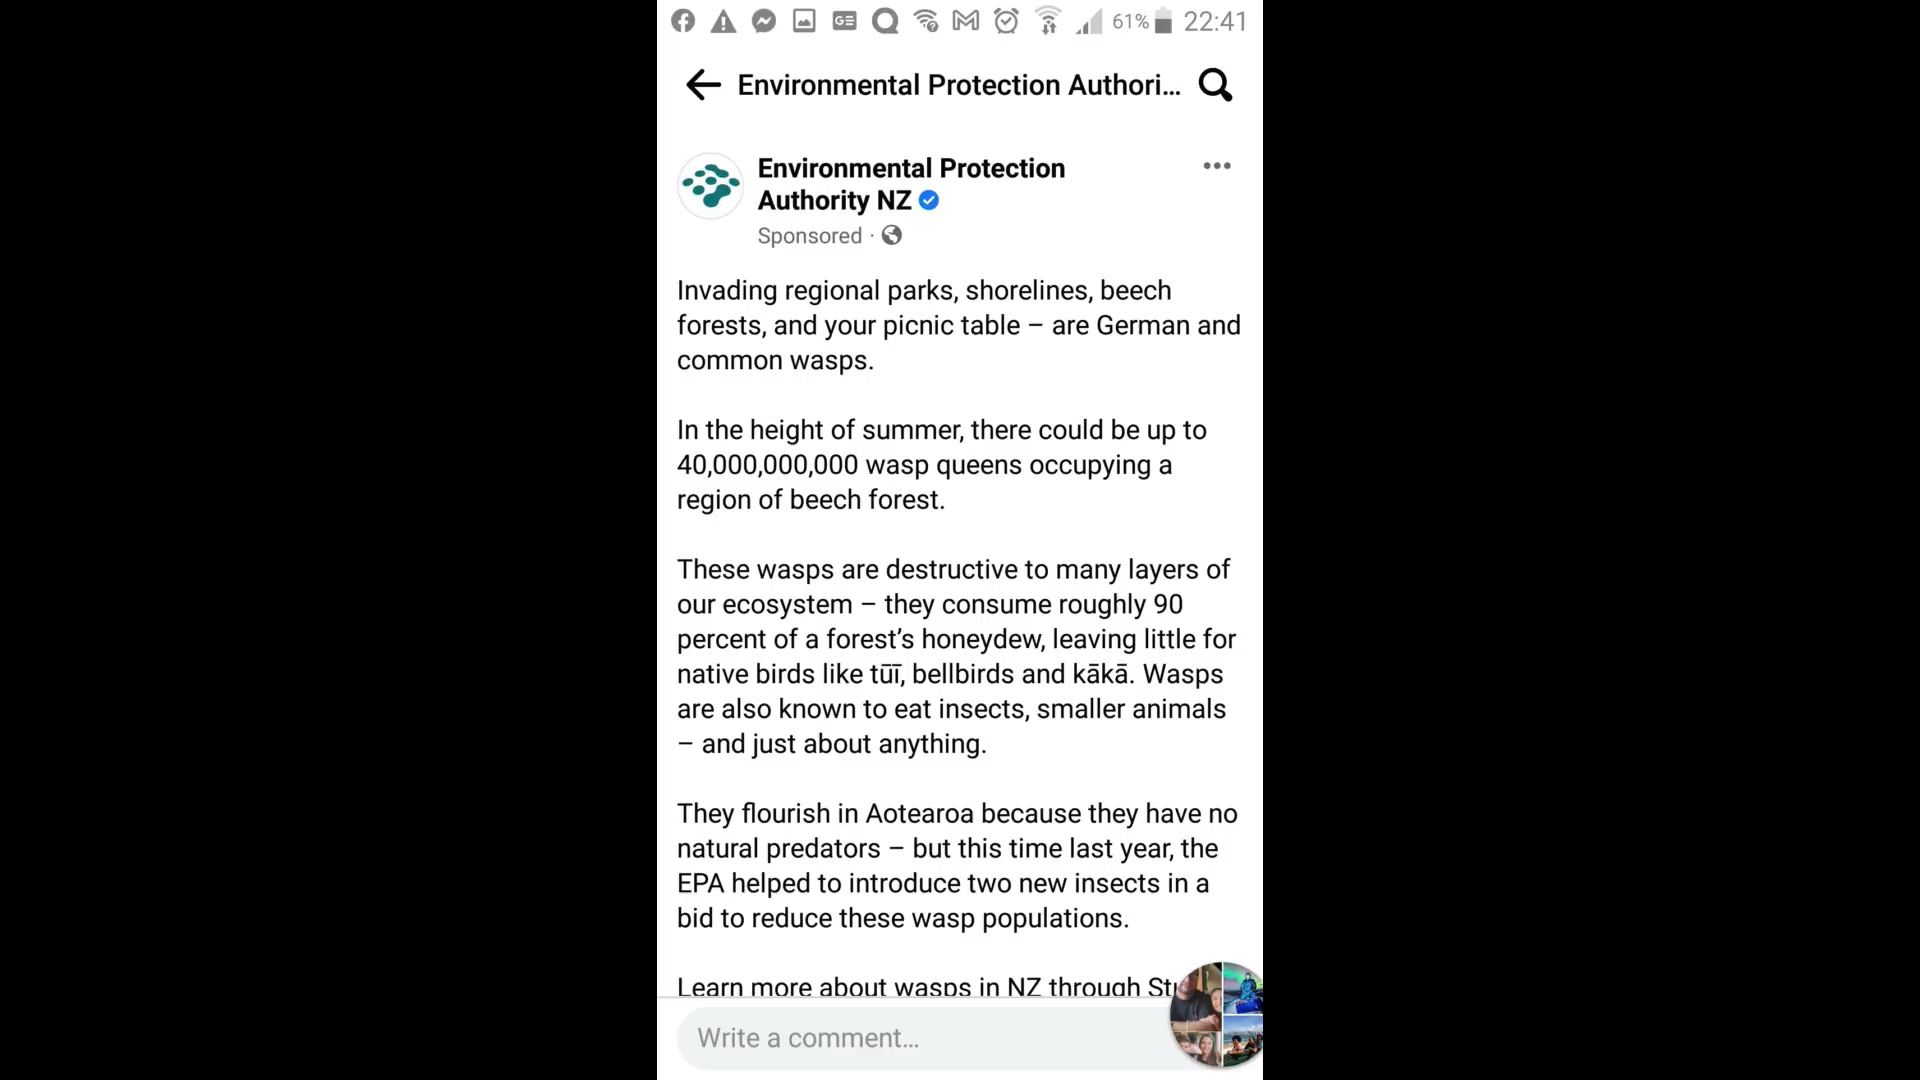 61% 22:41
Environmental Protection Authori...
Environmental Protection
Authority NZ
Sponsored ·
Invading regional parks, shorelines, beech
forests, and your picnic table – are German and
common wasps.
In the height of summer, there could be up to
40,000,000,000 wasp queens occupying a
region of beech forest.
These wasps are destructive to many layers of
our ecosystem – they consume roughly 90
percent of a forest’s honeydew, leaving little for
native birds like tūī, bellbirds and kākā. Wasps
are also known to eat insects, smaller animals
– and just about anything.
They flourish in Aotearoa because they have no
natural predators – but this time last year, the
EPA helped to introduce two new insects in a
bid to reduce these wasp populations.
Learn more about wasps in NZ through
Write a comment...